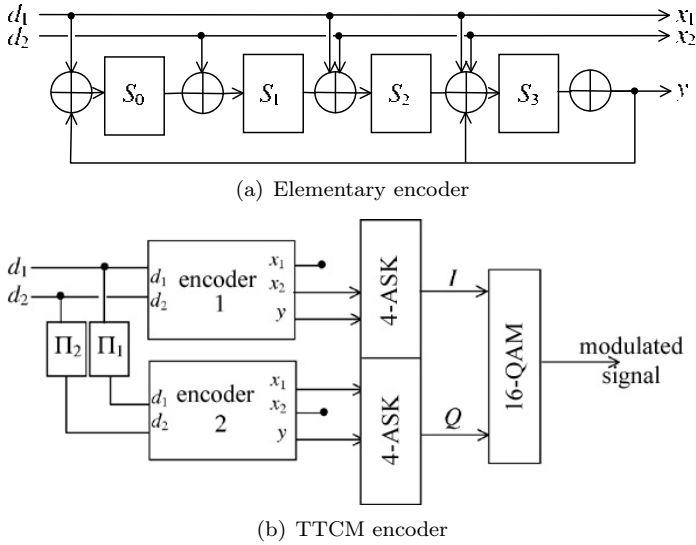 d₁ x₁
d₂ x₂
S₀ S₁ S₂ S₃ y
(a) Elementary encoder
d₁ d₁ encoder 1 x₁
d₂ d₂ x₂
y
4-ASK I
Π₂ Π₁
16-QAM modulated signal
d₁ encoder 2 x₁
d₂ x₂
y
4-ASK Q
(b) TTCM encoder